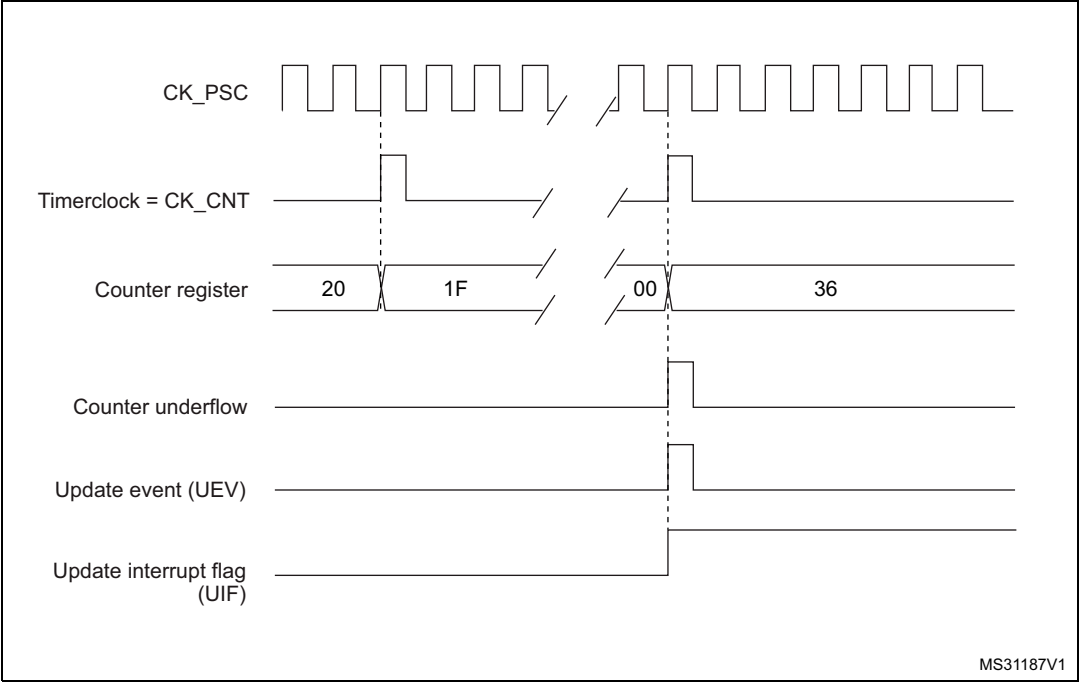 CK_PSC
Timerclock = CK_CNT
Counter register
20
1F
00
36
Counter underflow
Update event (UEV)
Update interrupt flag
(UIF)
MS31187V1